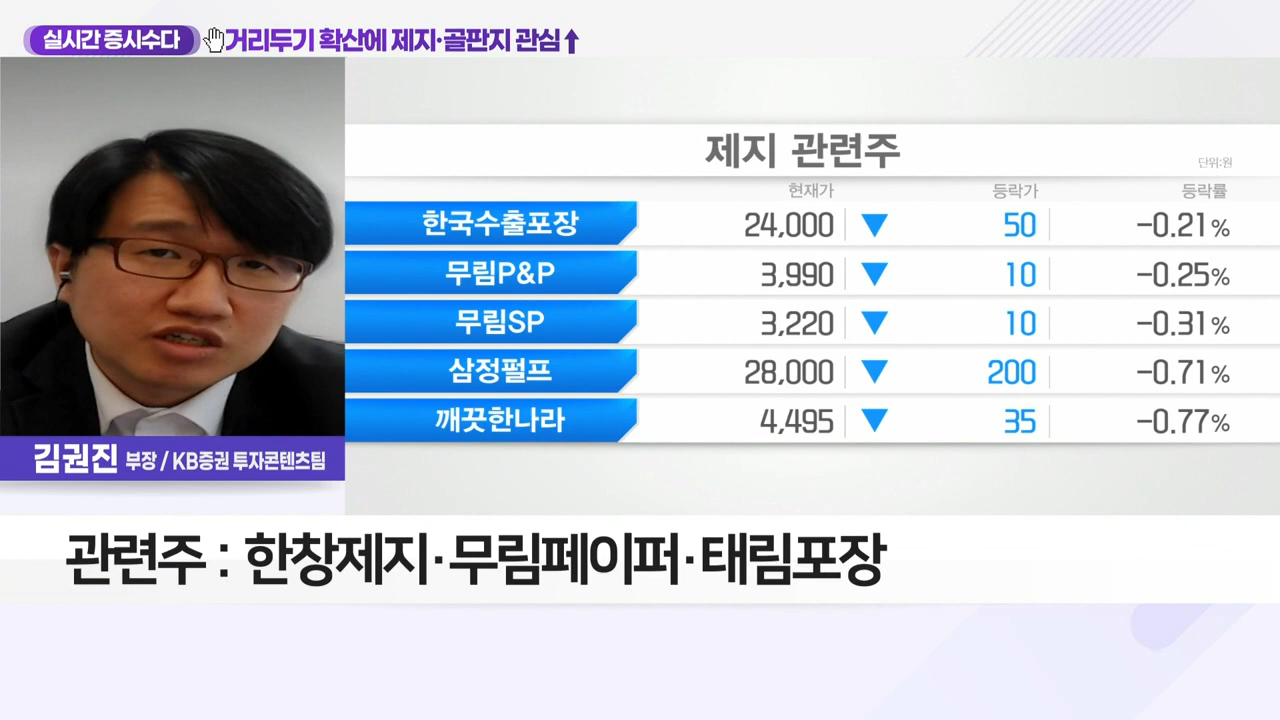 실시간 증시수다 거리두기 확산에 제지·골판지 관심↑
제지 관련주
단위:원
현재가 등락가 등락률
한국수출포장 24,000 ▼ 50 -0.21%
무림P&P 3,990 ▼ 10 -0.25%
무림SP 3,220 ▼ 10 -0.31%
삼정펄프 28,000 ▼ 200 -0.71%
깨끗한나라 4,495 ▼ 35 -0.77%
김권진 부장 / KB증권 투자콘텐츠팀
관련주 : 한창제지·무림페이퍼·태림포장